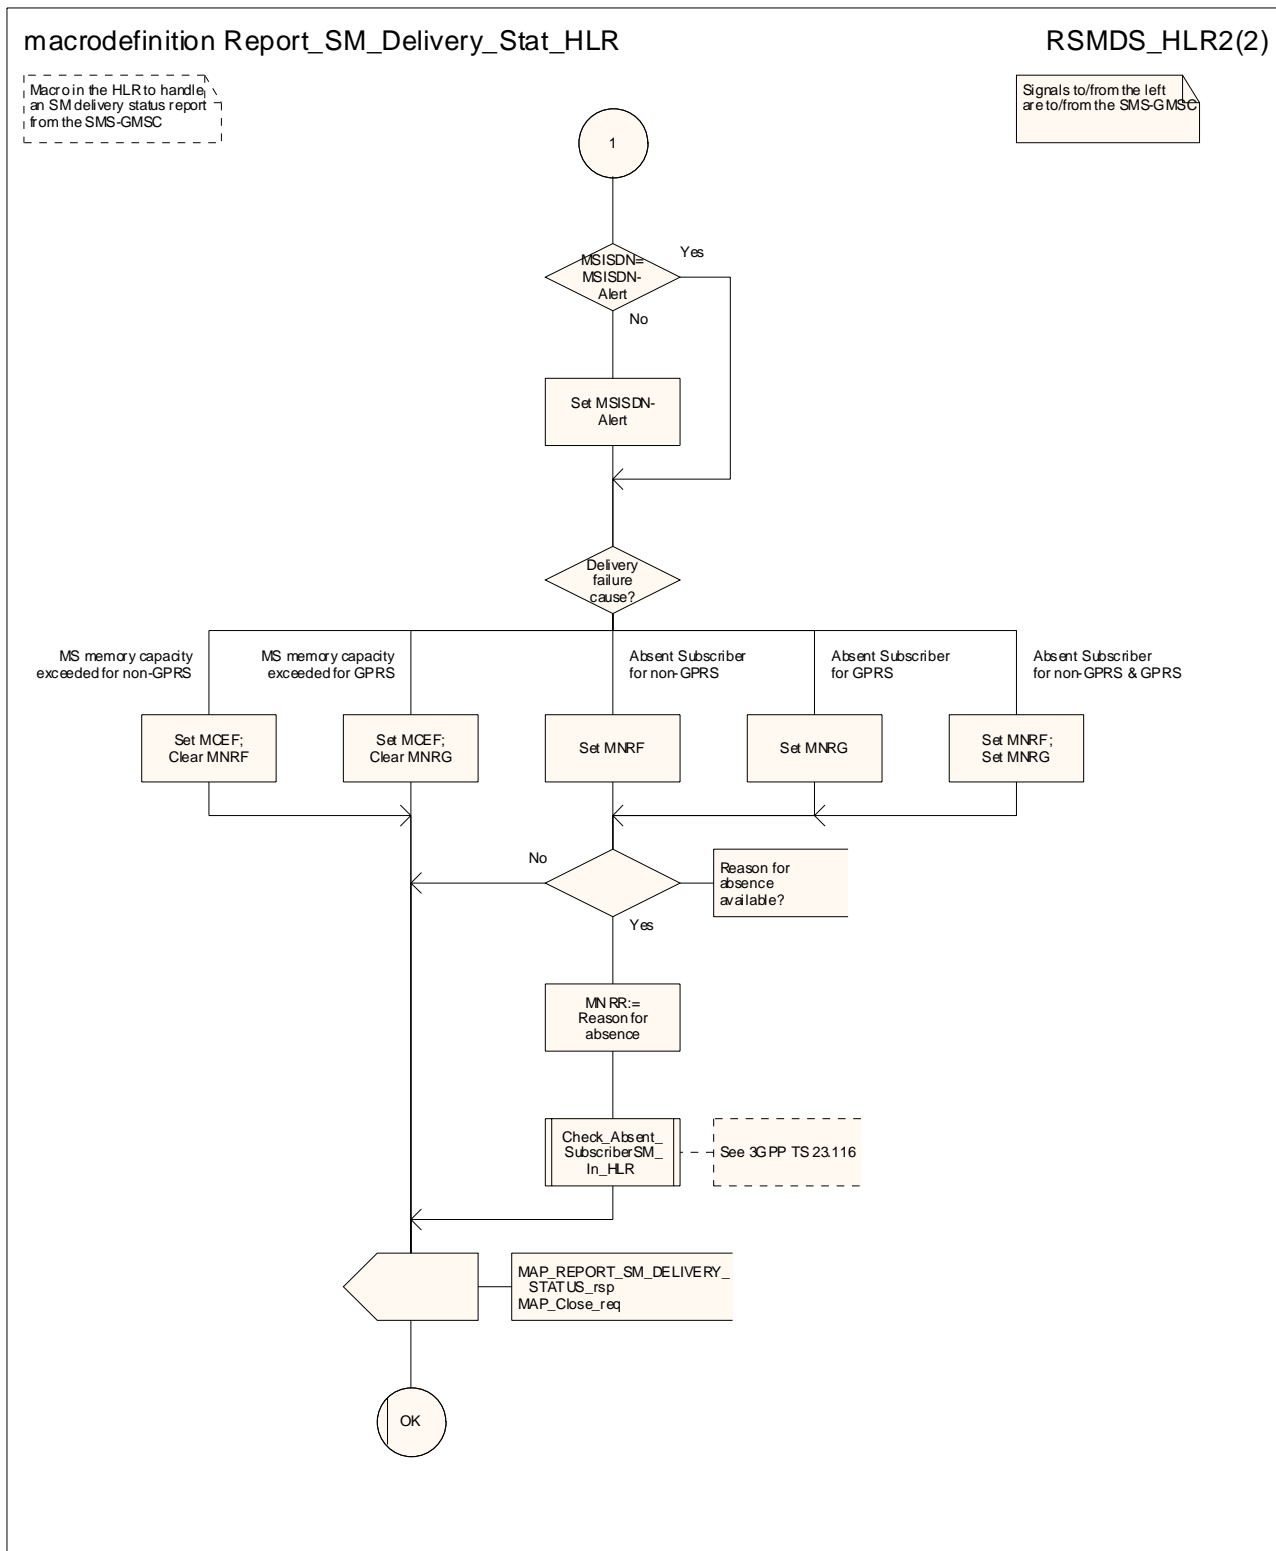 macrodefinition Report_SM_Delivery_Stat_HLR
RSMDS_HLR2(2)
Macro in the HLR to handle
an SM delivery status report
from the SMS-GMSC
Signals to/from the left
are to/from the SMS-GMSC
1
MSISDN=
MSISDN-
Alert
Yes
No
Set MSISDN-
Alert
Delivery
failure
cause?
MS memory capacity
exceeded for non-GPRS
MS memory capacity
exceeded for GPRS
Absent Subscriber
for non-GPRS
Absent Subscriber
for GPRS
Absent Subscriber
for non-GPRS & GPRS
Set MCEF;
Clear MNRF
Set MCEF;
Clear MNRG
Set MNRF
Set MNRG
Set MNRF;
Set MNRG
No
Reason for
absence
available?
Yes
MNRR:=
Reason for
absence
Check_Absent_
SubscriberSM_
In_HLR
See 3GPP TS 23.116
MAP_REPORT_SM_DELIVERY_
STATUS_rsp
MAP_Close_req
OK